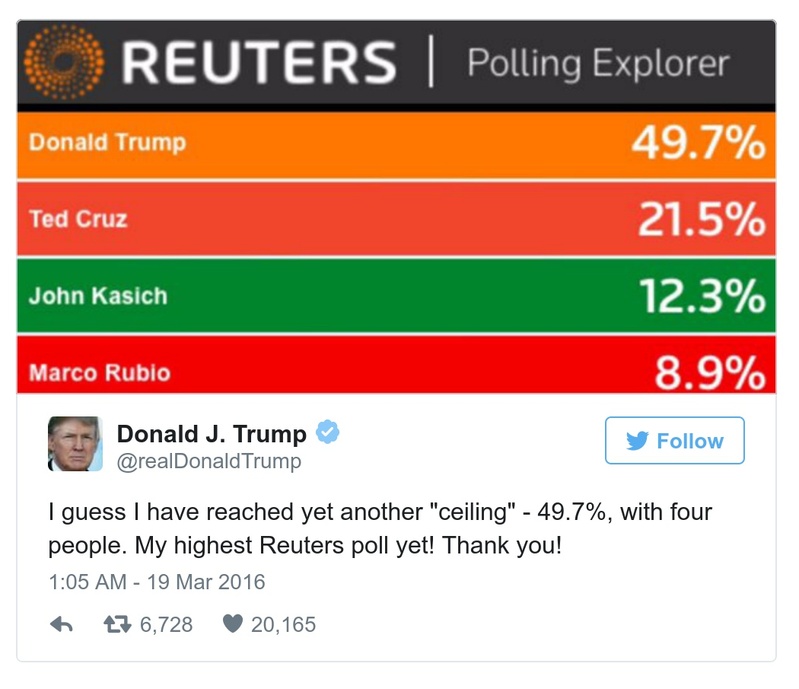 REUTERS | Polling Explorer
Donald Trump 49.7%
Ted Cruz 21.5%
John Kasich 12.3%
Marco Rubio 8.9%
Donald J. Trump
@realDonaldTrump
Follow
I guess I have reached yet another "ceiling" - 49.7%, with four
people. My highest Reuters poll yet! Thank you!
1:05 AM - 19 Mar 2016
6,728 20,165